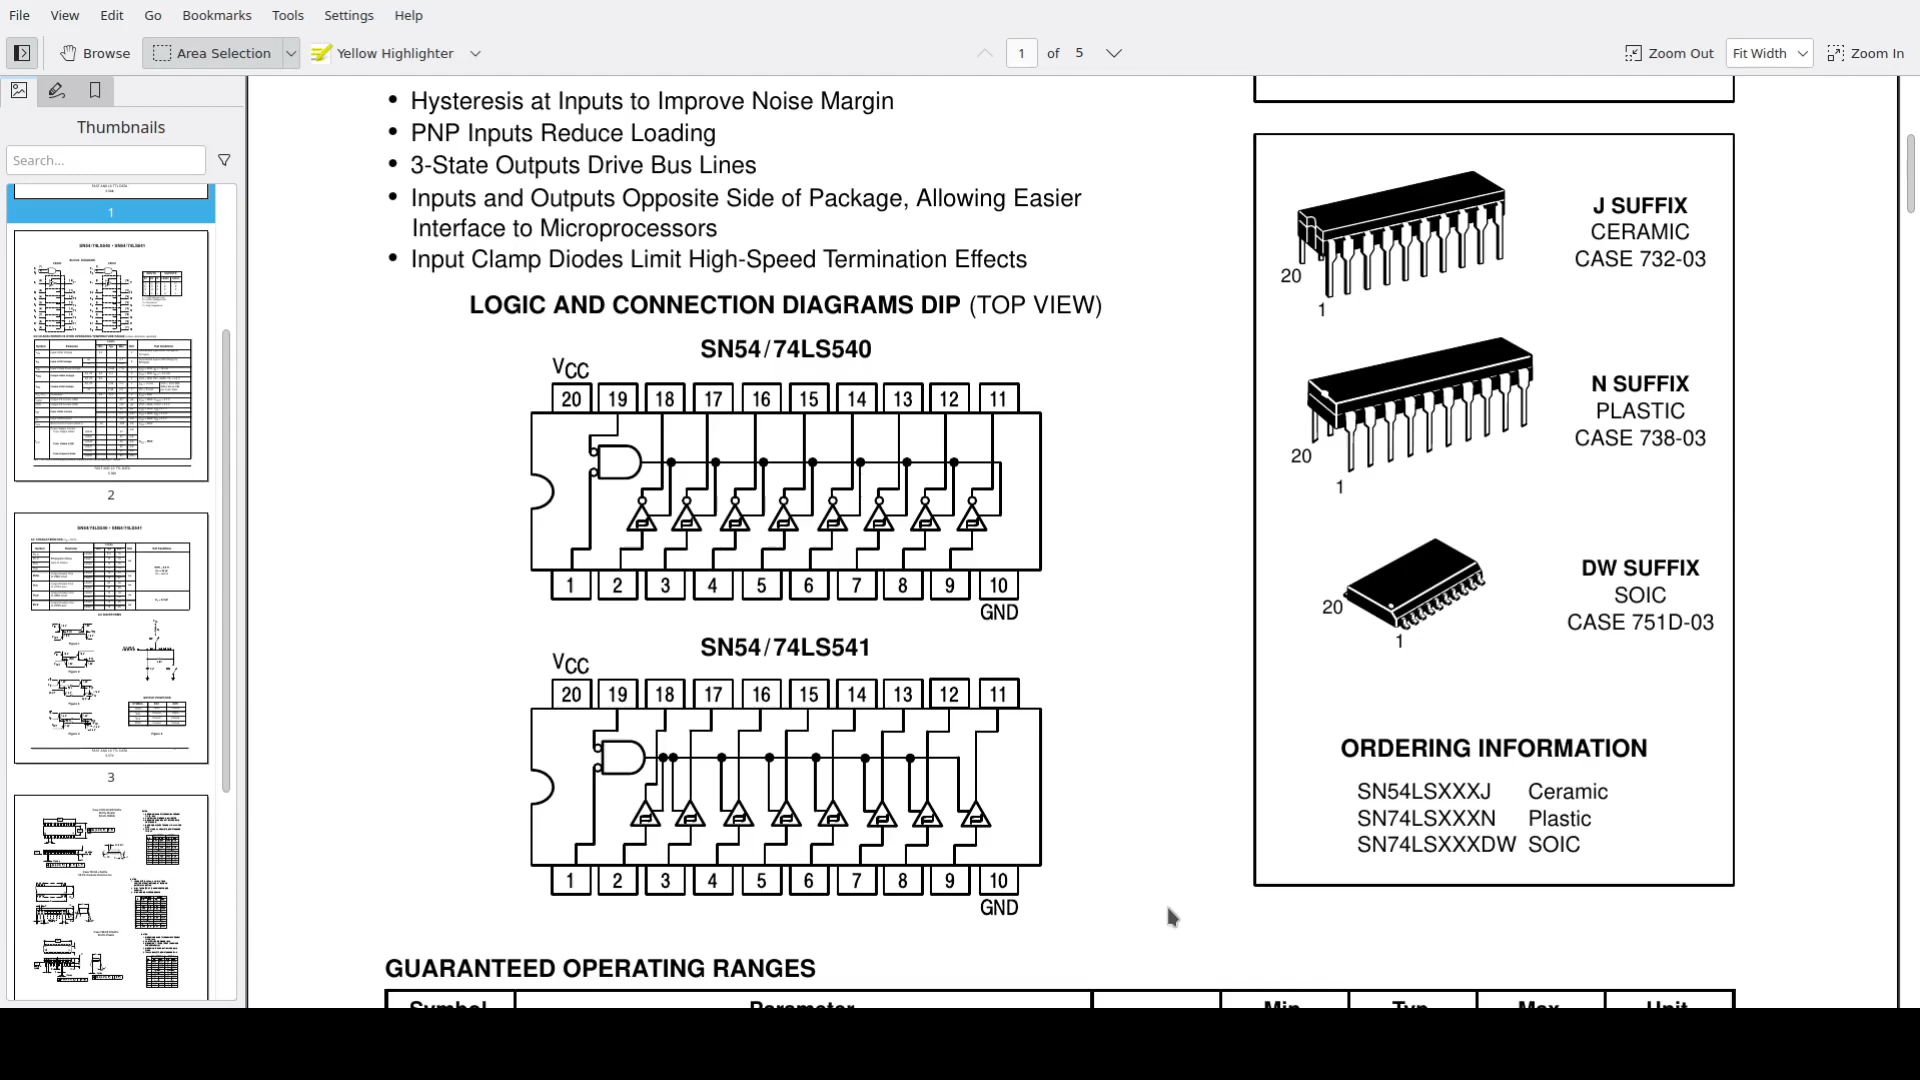 File View Edit Go Bookmarks Tools Settings Help
Browse Area Selection Yellow Highlighter 1 of 5 Zoom Out Fit Width Zoom In
Thumbnails
Search...
1
2
3
• Hysteresis at Inputs to Improve Noise Margin
• PNP Inputs Reduce Loading
• 3-State Outputs Drive Bus Lines
• Inputs and Outputs Opposite Side of Package, Allowing Easier
Interface to Microprocessors
• Input Clamp Diodes Limit High-Speed Termination Effects
LOGIC AND CONNECTION DIAGRAMS DIP (TOP VIEW)
SN54/74LS540
VCC
20 19 18 17 16 15 14 13 12 11
1 2 3 4 5 6 7 8 9 10
GND
SN54/74LS541
VCC
20 19 18 17 16 15 14 13 12 11
1 2 3 4 5 6 7 8 9 10
GND
J SUFFIX
CERAMIC
CASE 732-03
20
1
N SUFFIX
PLASTIC
CASE 738-03
20
1
DW SUFFIX
SOIC
CASE 751D-03
20
1
ORDERING INFORMATION
SN54LSXXXJ Ceramic
SN74LSXXXN Plastic
SN74LSXXXDW SOIC
GUARANTEED OPERATING RANGES
Symbol Parameter Min Typ Max Unit